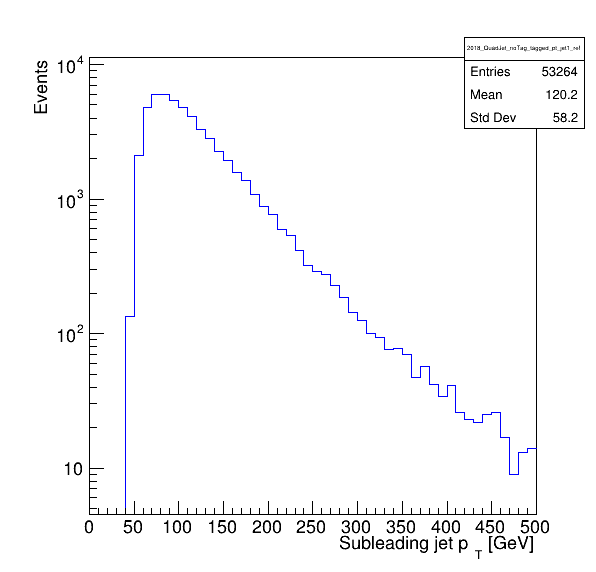 2018_QuadJet_noTag_tagged_pt_jet1_ref
Entries 53264
Mean 120.2
Std Dev 58.2
Events
10^4
10^3
10^2
10
0 50 100 150 200 250 300 350 400 450 500
Subleading jet p_T [GeV]